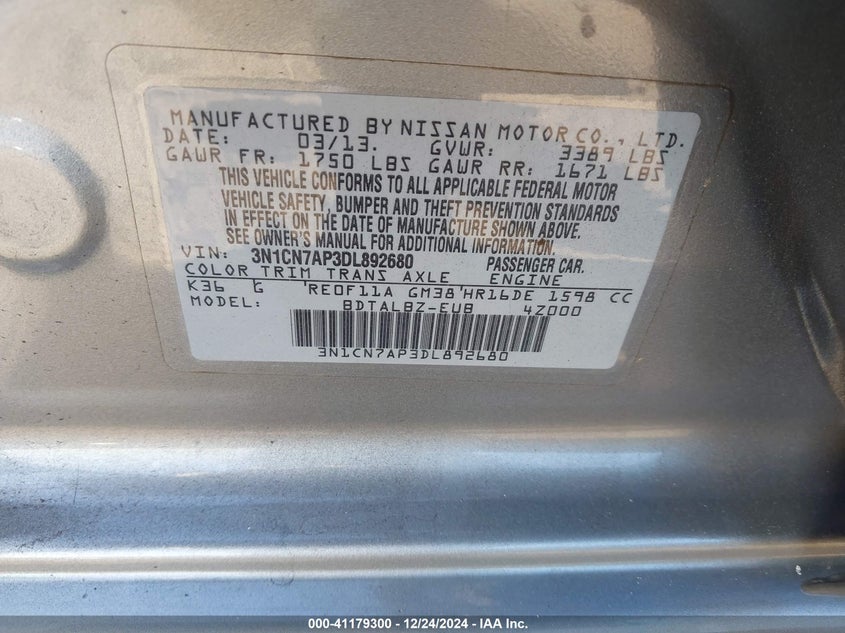 MANUFACTURED BY NISSAN MOTOR CO., LTD.
DATE: 03/13. GVWR: 3389 LBS
GAWR FR: 1750 LBS GAWR RR: 1671 LBS
THIS VEHICLE CONFORMS TO ALL APPLICABLE FEDERAL MOTOR
VEHICLE SAFETY, BUMPER AND THEFT PREVENTION STANDARDS
IN EFFECT ON THE DATE OF MANUFACTURE SHOWN ABOVE.
SEE OWNER'S MANUAL FOR ADDITIONAL INFORMATION.
VIN: 3N1CN7AP3DL892680 PASSENGER CAR.
COLOR TRIM TRANS AXLE ENGINE
K36 G RE0F11A GM38 HR16DE 1598 CC
MODEL: BDTALBZ-EUB 4Z000
3N1CN7AP3DL892680
000-41179300 - 12/24/2024 - IAA Inc.